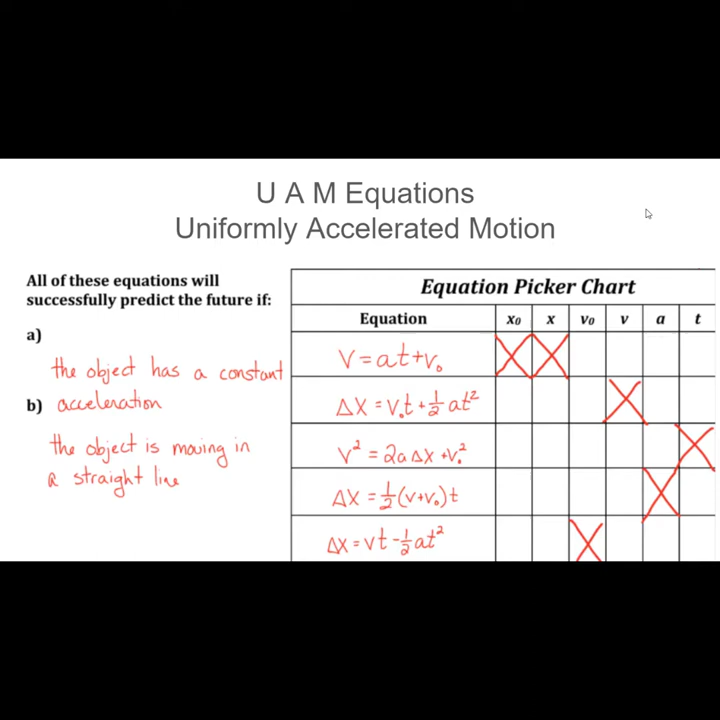 U A M Equations
Uniformly Accelerated Motion
All of these equations will
successfully predict the future if:
a)
the object has a constant
b) acceleration
the object is moving in
a straight line
Equation Picker Chart
Equation x₀ x v₀ v a t
V = at + v₀
Δx = v₀t + ½ at²
v² = 2aΔx + v₀²
Δx = ½(v+v₀)t
Δx = vt - ½at²